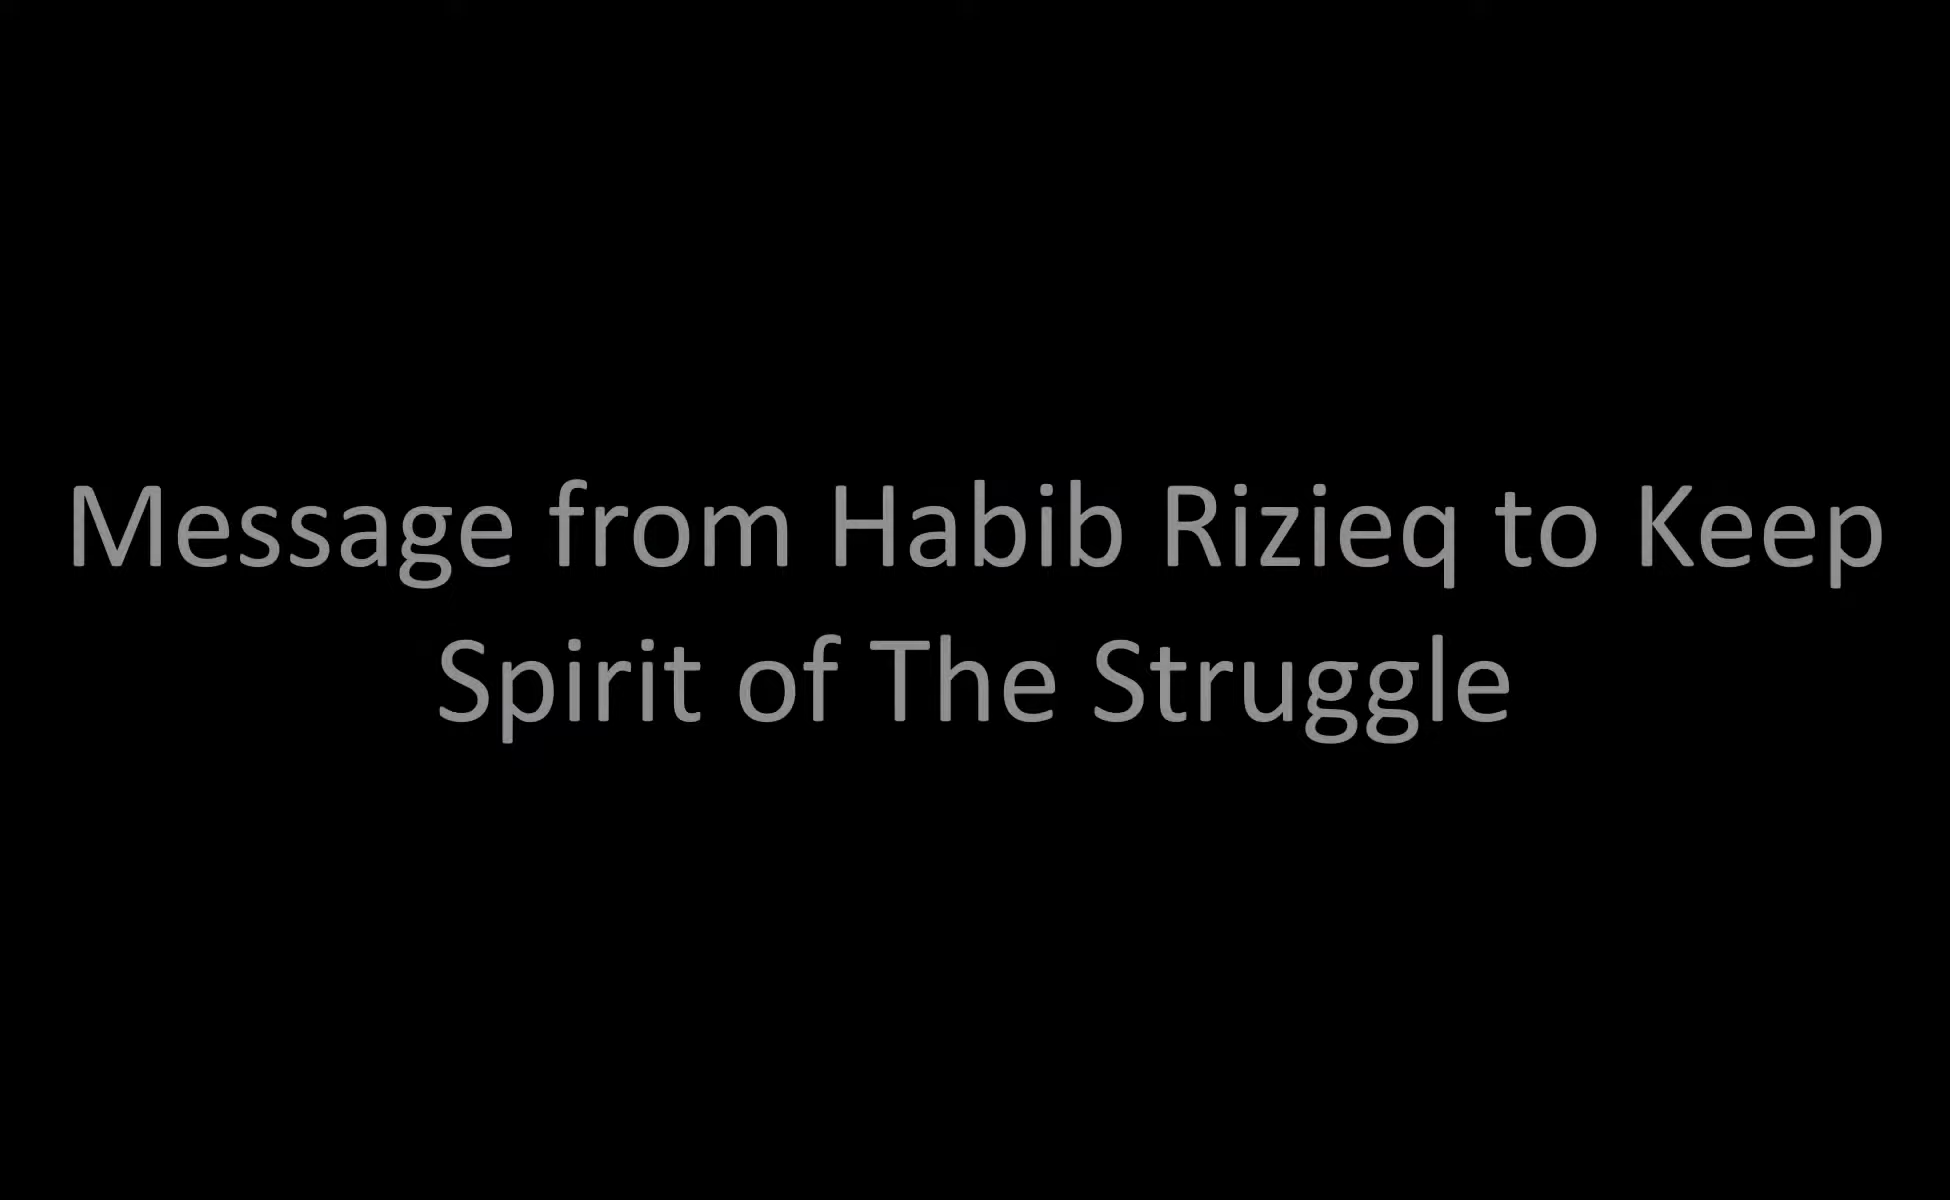 Message from Habib Rizieq to Keep
Spirit of The Struggle